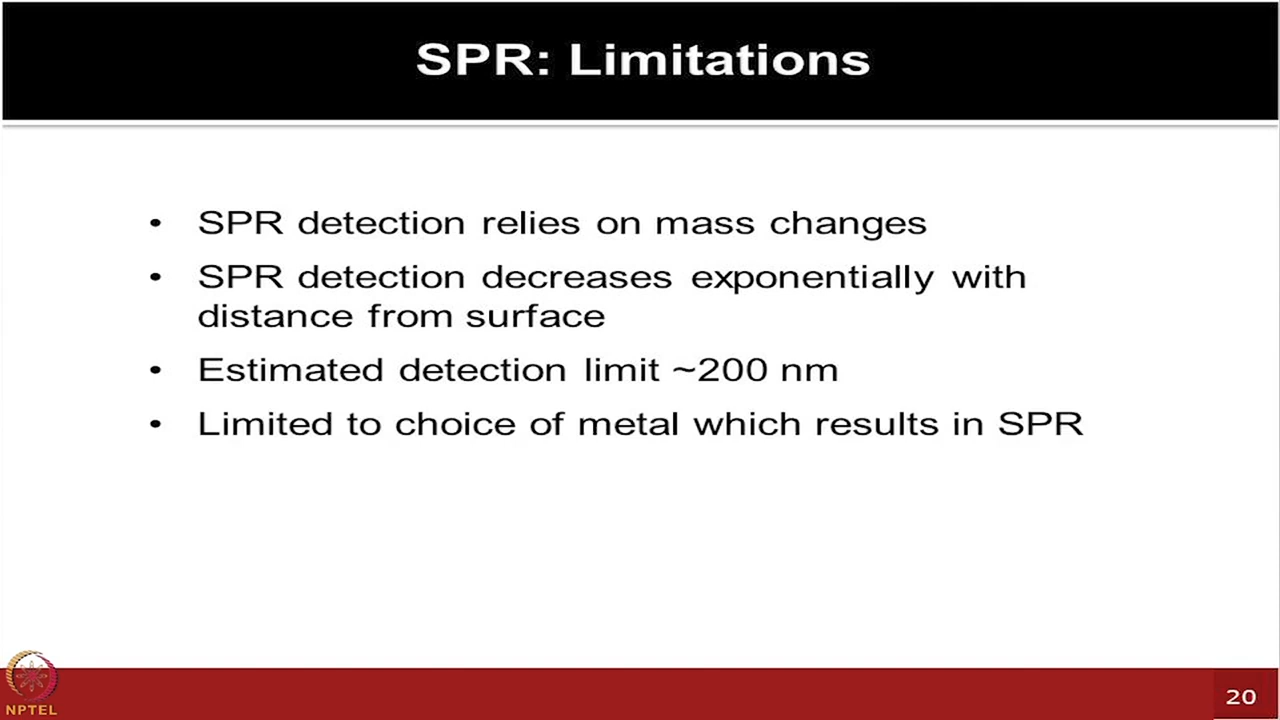 SPR: Limitations
• SPR detection relies on mass changes
• SPR detection decreases exponentially with
distance from surface
• Estimated detection limit ~200 nm
• Limited to choice of metal which results in SPR
NPTEL
20